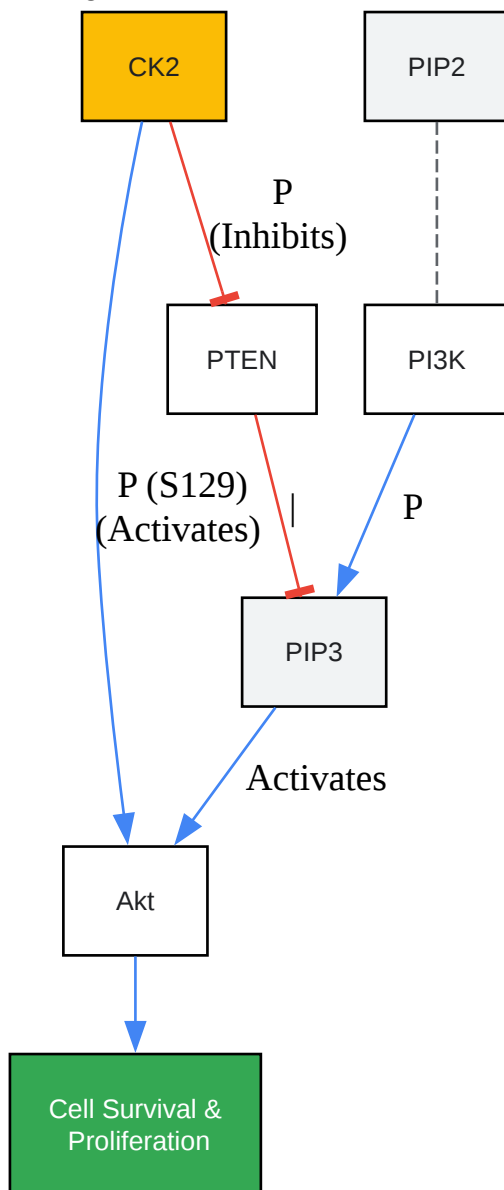 CK2
PIP2
P
(Inhibits)
PTEN
PI3K
P (S129)
(Activates)
|
P
PIP3
Activates
Akt
Cell Survival &
Proliferation